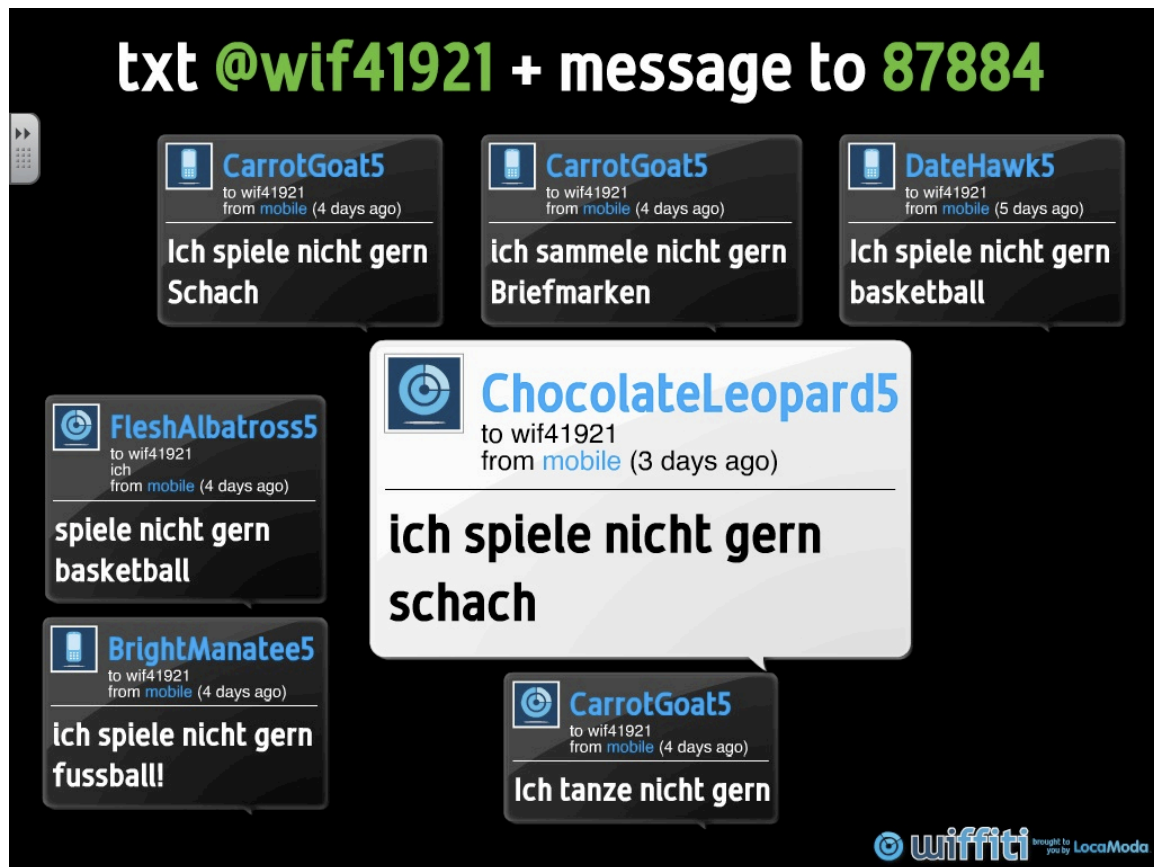 txt @wif41921 + message to 87884
CarrotGoat5
to wif41921
from mobile (4 days ago)
Ich spiele nicht gern
Schach
CarrotGoat5
to wif41921
from mobile (4 days ago)
ich sammele nicht gern
Briefmarken
DateHawk5
to wif41921
from mobile (5 days ago)
Ich spiele nicht gern
basketball
ChocolateLeopard5
to wif41921
from mobile (3 days ago)
ich spiele nicht gern
schach
FleshAlbatross5
to wif41921
ich
from mobile (4 days ago)
spiele nicht gern
basketball
BrightManatee5
to wif41921
from mobile (4 days ago)
ich spiele nicht gern
fussball!
CarrotGoat5
to wif41921
from mobile (4 days ago)
Ich tanze nicht gern
wiffiti brought to
you by LocaModa